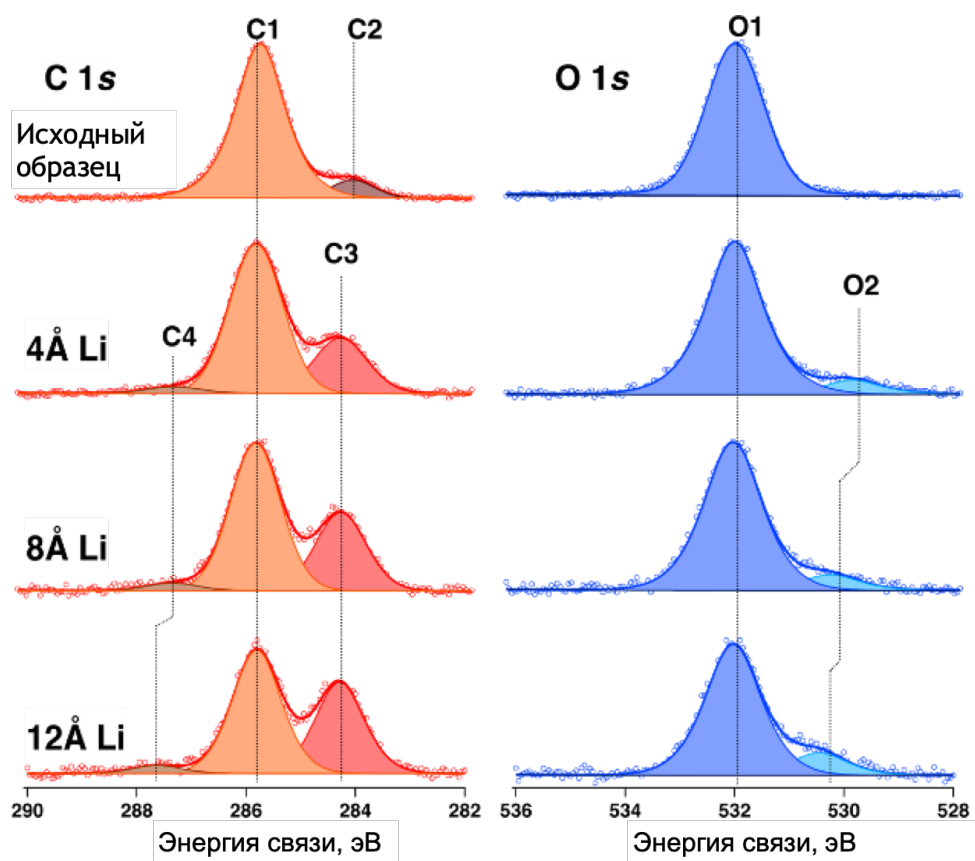 C1
C2
O1
C 1s
O 1s
Исходный
образец
C3
O2
C4
4Å Li
8Å Li
12Å Li
290
288
286
284
282
536
534
532
530
528
Энергия связи, эВ
Энергия связи, эВ